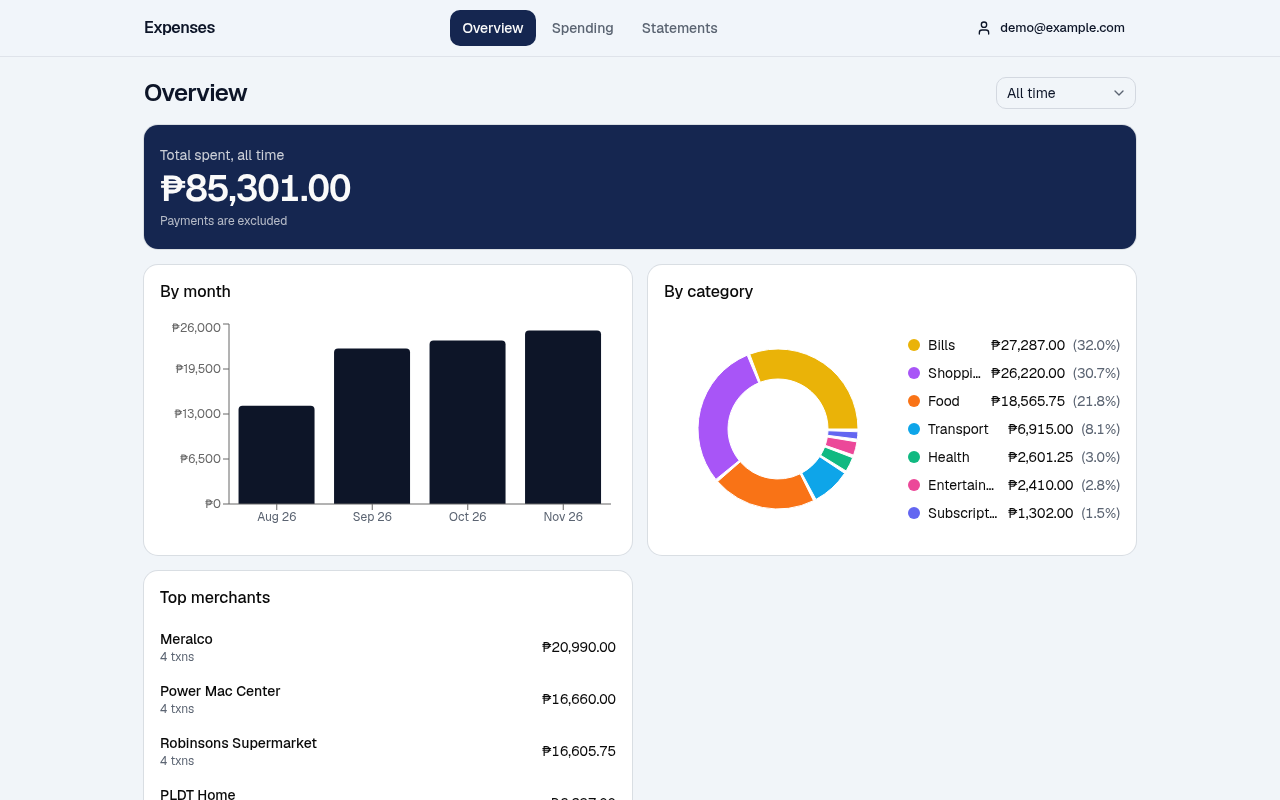 Expenses
Overview
Spending
Statements
demo@example.com
Overview
All time
Total spent, all time
₱85,301.00
Payments are excluded
By month
₱26,000
₱19,500
₱13,000
₱6,500
₱0
Aug 26
Sep 26
Oct 26
Nov 26
By category
Bills ₱27,287.00 (32.0%)
Shoppi... ₱26,220.00 (30.7%)
Food ₱18,565.75 (21.8%)
Transport ₱6,915.00 (8.1%)
Health ₱2,601.25 (3.0%)
Entertain... ₱2,410.00 (2.8%)
Subscript... ₱1,302.00 (1.5%)
Top merchants
Meralco
4 txns
₱20,990.00
Power Mac Center
4 txns
₱16,660.00
Robinsons Supermarket
4 txns
₱16,605.75
PLDT Home